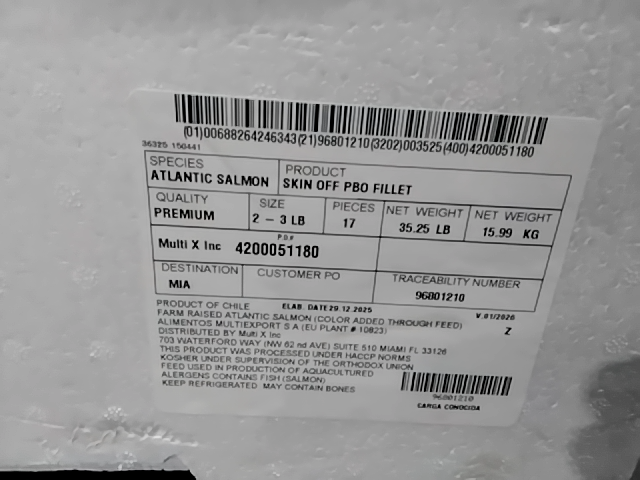 (01)00688264246343(21)96801210(3202)003525(400)4200051180
36325 150441
SPECIES
ATLANTIC SALMON
PRODUCT
SKIN OFF PBO FILLET
QUALITY
PREMIUM
SIZE
2 - 3 LB
PIECES
17
NET WEIGHT
35.25 LB
NET WEIGHT
15.99 KG
Multi X Inc
P.O.#
4200051180
DESTINATION
MIA
CUSTOMER PO
TRACEABILITY NUMBER
96801210
PRODUCT OF CHILE
ELAB. DATE 29.12.2025
V.01/2020
FARM RAISED ATLANTIC SALMON (COLOR ADDED THROUGH FEED)
Z
ALIMENTOS MULTIEXPORT S A (EU PLANT # 10823)
DISTRIBUTED BY Multi X Inc
703 WATERFORD WAY (NW 62 nd AVE) SUITE 510 MIAMI FL 33126
THIS PRODUCT WAS PROCESSED UNDER HACCP NORMS
KOSHER UNDER SUPERVISION OF THE ORTHODOX UNION
FEED USED IN PRODUCTION OF AQUACULTURED
ALLERGENS CONTAINS FISH (SALMON)
KEEP REFRIGERATED MAY CONTAIN BONES
96801210
CARGA CONOCIDA